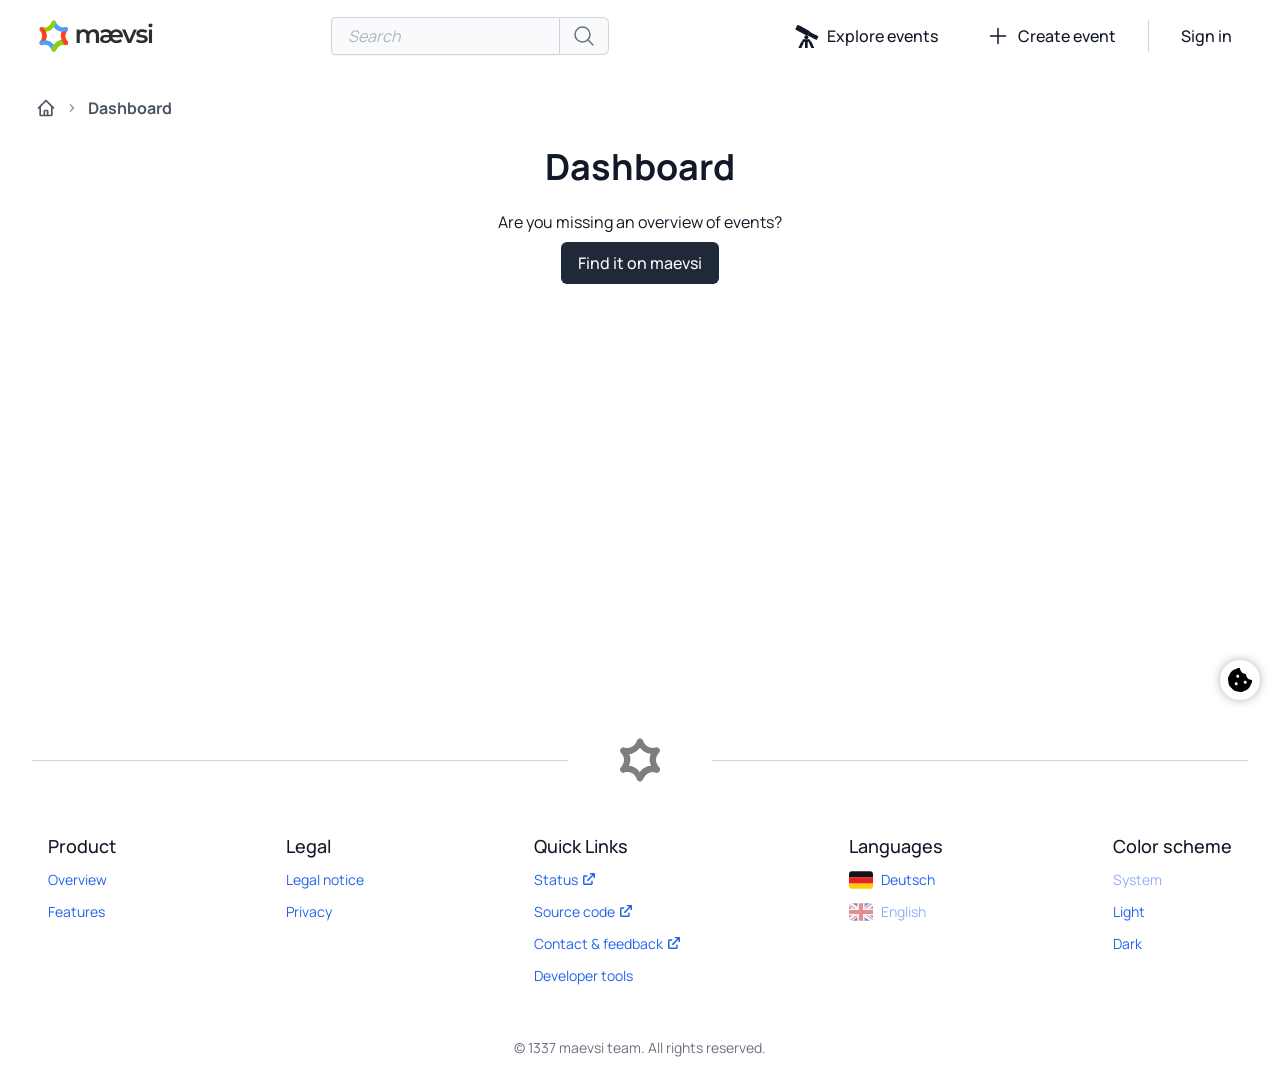 mævsi
Search
Explore events
Create event
Sign in
Dashboard
Dashboard
Are you missing an overview of events?
Find it on maevsi
Product
Overview
Features
Legal
Legal notice
Privacy
Quick Links
Status
Source code
Contact & feedback
Developer tools
Languages
Deutsch
English
Color scheme
System
Light
Dark
© 1337 maevsi team. All rights reserved.